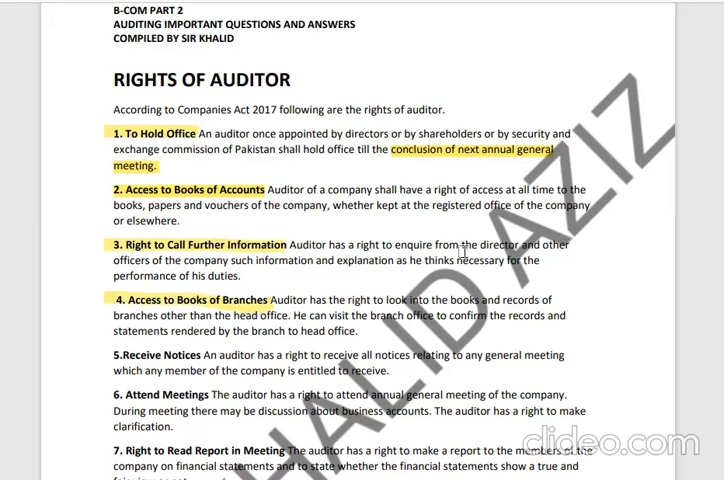 B-COM PART 2
AUDITING IMPORTANT QUESTIONS AND ANSWERS
COMPILED BY SIR KHALID
RIGHTS OF AUDITOR
According to Companies Act 2017 following are the rights of auditor.
1. To Hold Office An auditor once appointed by directors or by shareholders or by security and
exchange commission of Pakistan shall hold office till the conclusion of next annual general
meeting.
2. Access to Books of Accounts Auditor of a company shall have a right of access at all time to the
books, papers and vouchers of the company, whether kept at the registered office of the company
or elsewhere.
3. Right to Call Further Information Auditor has a right to enquire from the director and other
officers of the company such information and explanation as he thinks necessary for the
performance of his duties.
4. Access to Books of Branches Auditor has the right to look into the books and records of
branches other than the head office. He can visit the branch office to confirm the records and
statements rendered by the branch to head office.
5.Receive Notices An auditor has a right to receive all notices relating to any general meeting
which any member of the company is entitled to receive.
6. Attend Meetings The auditor has a right to attend annual general meeting of the company.
During meeting there may be discussion about business accounts. The auditor has a right to make
clarification.
7. Right to Read Report in Meeting The auditor has a right to make a report to the members of the
company on financial statements and to state whether the financial statements show a true and
KHALID AZIZ
clideo.com